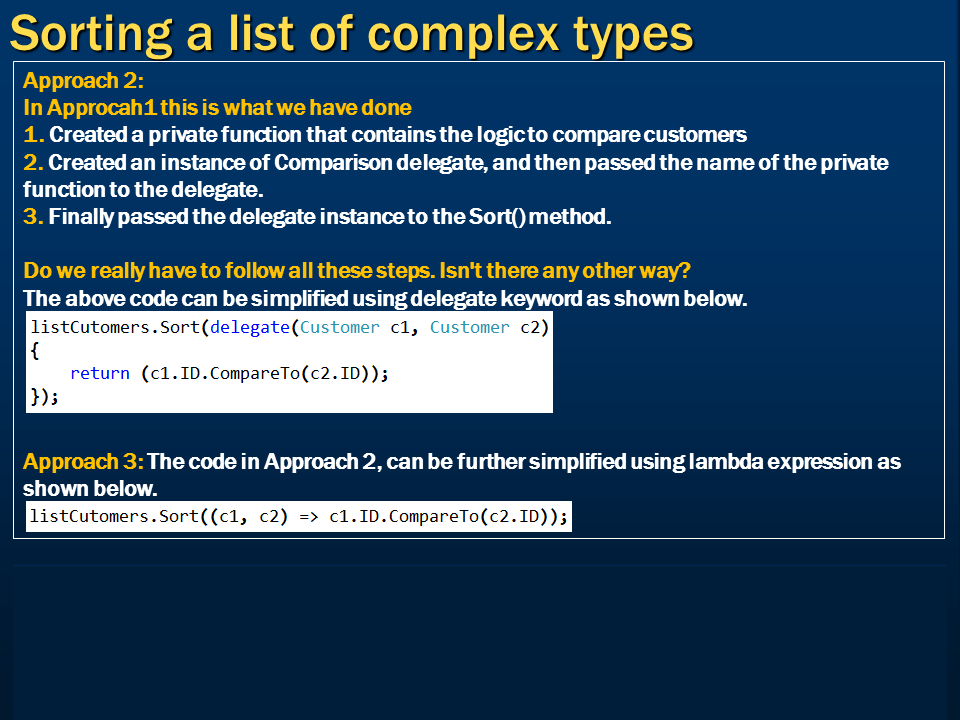 Sorting a list of complex types
Approach 2:
In Approcah1 this is what we have done
1. Created a private function that contains the logic to compare customers
2. Created an instance of Comparison delegate, and then passed the name of the private
function to the delegate.
3. Finally passed the delegate instance to the Sort() method.
Do we really have to follow all these steps. Isn't there any other way?
The above code can be simplified using delegate keyword as shown below.
listCutomers.Sort(delegate(Customer c1, Customer c2)
{
    return (c1.ID.CompareTo(c2.ID));
});
Approach 3: The code in Approach 2, can be further simplified using lambda expression as
shown below.
listCutomers.Sort((c1, c2) => c1.ID.CompareTo(c2.ID));